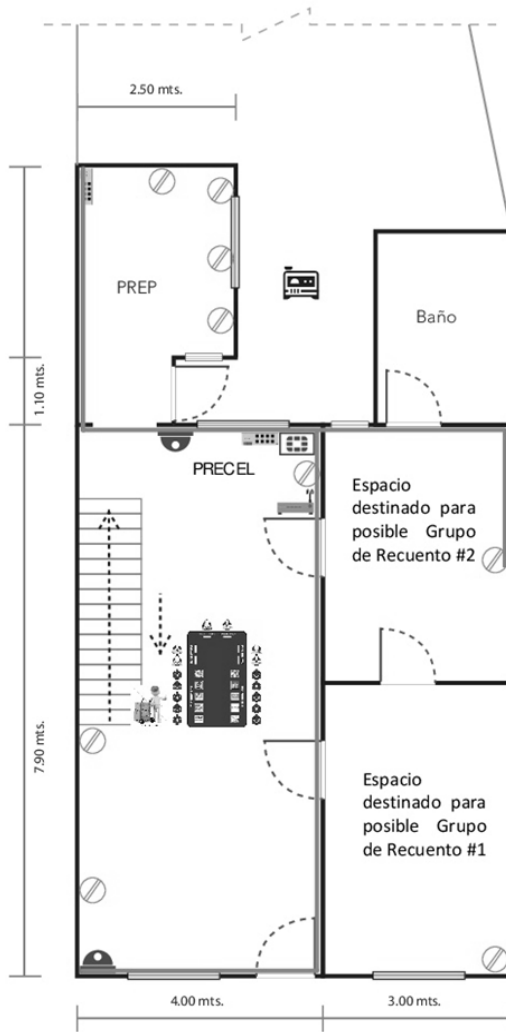 2.50 mts.
PREP
Baño
1.10 mts.
PRECEL
Espacio
destinado para
posible Grupo
de Recuento #2
7.90 mts.
Espacio
destinado para
posible Grupo
de Recuento #1
4.00 mts.
3.00 mts.